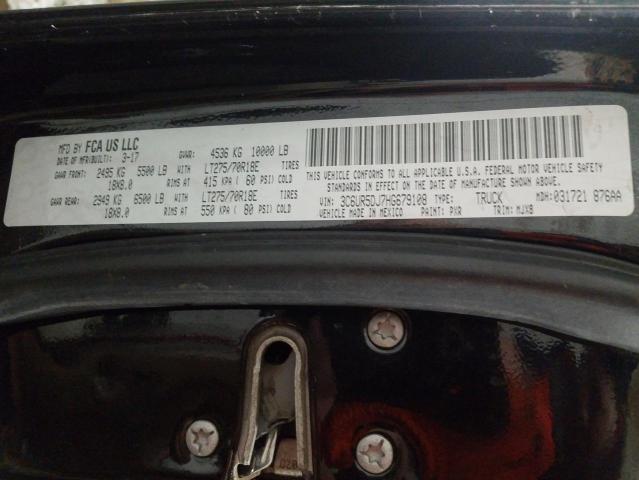 MFD BY FCA US LLC
DATE OF MFR(BUILT): 3-17 GVWR: 4536 KG 10000 LB
GAWR FRONT: 2495 KG 5500 LB WITH LT275/70R18E TIRES
18X8.0 RIMS AT 415 KPA ( 60 PSI) COLD
GAWR REAR: 2948 KG 6500 LB WITH LT275/70R18E TIRES
18X8.0 RIMS AT 550 KPA ( 80 PSI) COLD
THIS VEHICLE CONFORMS TO ALL APPLICABLE U.S.A. FEDERAL MOTOR VEHICLE SAFETY
STANDARDS IN EFFECT ON THE DATE OF MANUFACTURE SHOWN ABOVE.
VIN: 3C6UR5DJ7HG679108 TYPE: TRUCK MDH: 031721 876AA
VEHICLE MADE IN MEXICO PAINT: PXR TRIM: MJX8